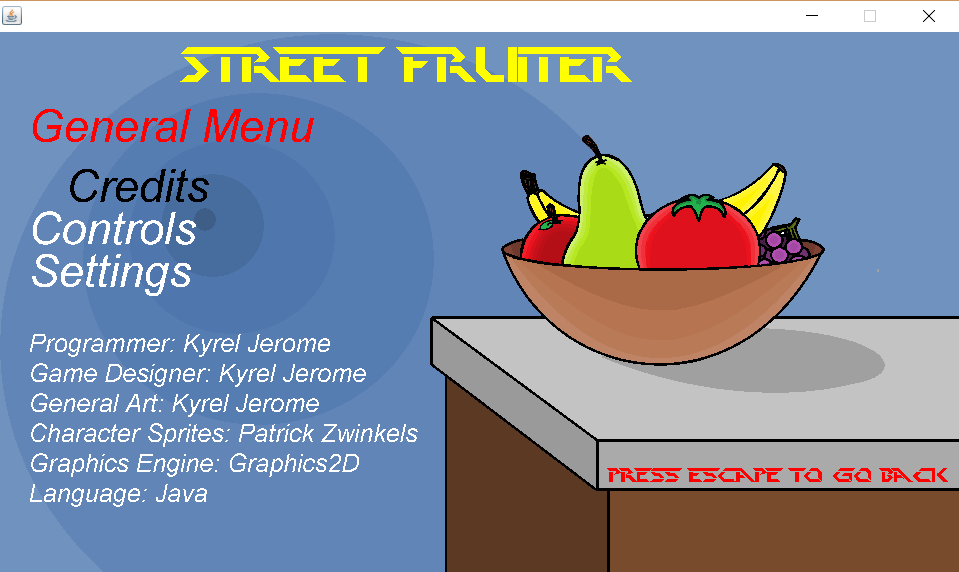 STREET FRUITER
General Menu
Credits
Controls
Settings
Programmer: Kyrel Jerome
Game Designer: Kyrel Jerome
General Art: Kyrel Jerome
Character Sprites: Patrick Zwinkels
Graphics Engine: Graphics2D
Language: Java
PRESS ESCAPE TO GO BACK